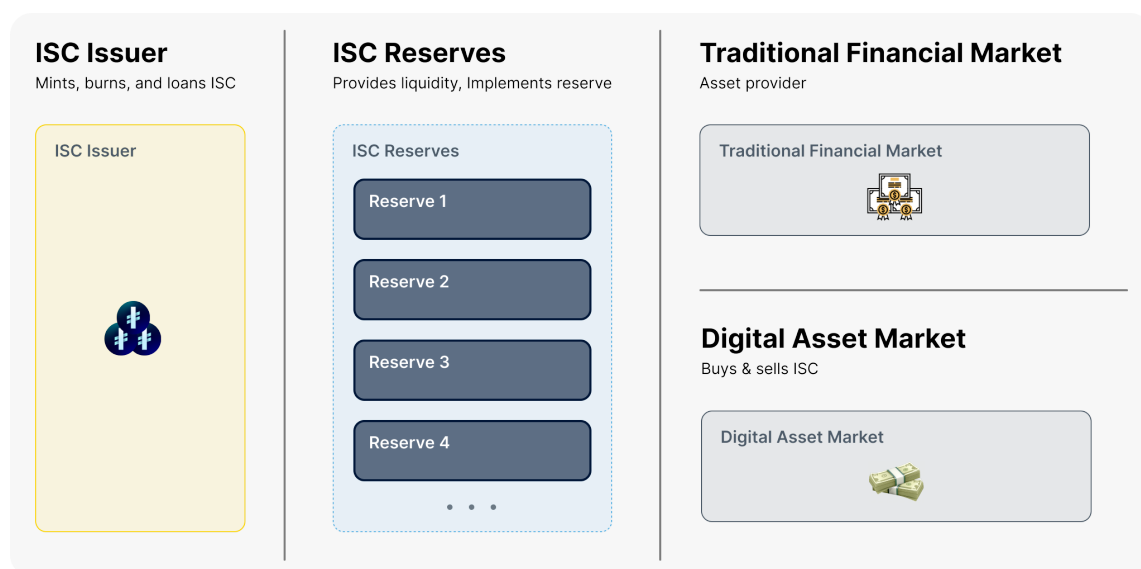 ISC Issuer
Mints, burns, and loans ISC
ISC Issuer
ISC Reserves
Provides liquidity, Implements reserve
ISC Reserves
Reserve 1
Reserve 2
Reserve 3
Reserve 4
• • •
Traditional Financial Market
Asset provider
Traditional Financial Market
Digital Asset Market
Buys & sells ISC
Digital Asset Market